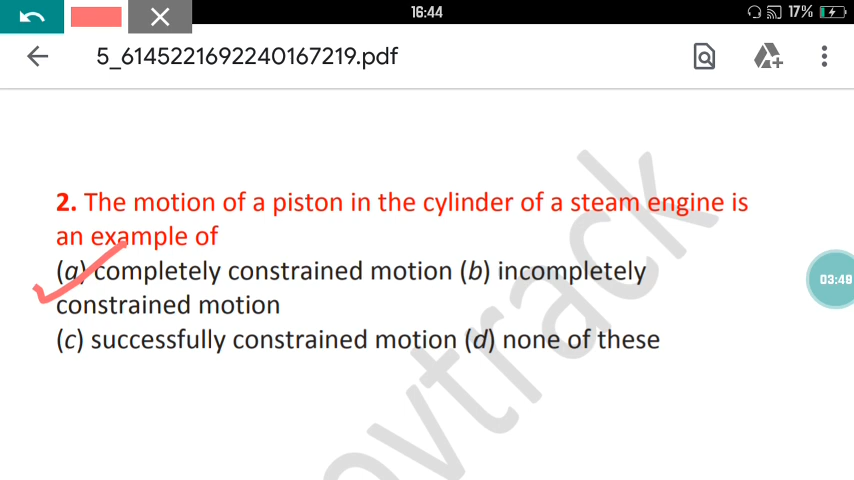 16:44
17%
5_6145221692240167219.pdf
2. The motion of a piston in the cylinder of a steam engine is
an example of
(a) completely constrained motion (b) incompletely
constrained motion
(c) successfully constrained motion (d) none of these
03:49
vtrack